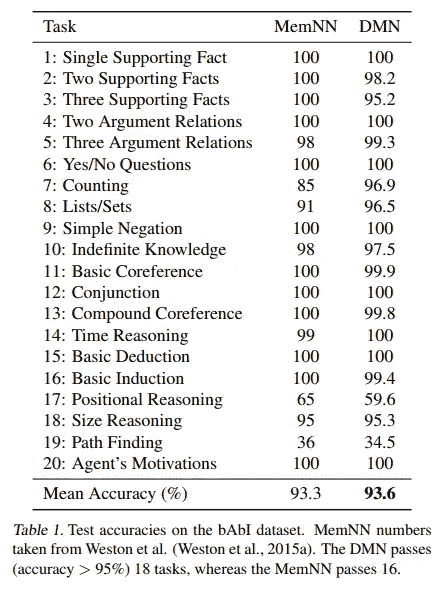 Task MemNN DMN
1: Single Supporting Fact 100 100
2: Two Supporting Facts 100 98.2
3: Three Supporting Facts 100 95.2
4: Two Argument Relations 100 100
5: Three Argument Relations 98 99.3
6: Yes/No Questions 100 100
7: Counting 85 96.9
8: Lists/Sets 91 96.5
9: Simple Negation 100 100
10: Indefinite Knowledge 98 97.5
11: Basic Coreference 100 99.9
12: Conjunction 100 100
13: Compound Coreference 100 99.8
14: Time Reasoning 99 100
15: Basic Deduction 100 100
16: Basic Induction 100 99.4
17: Positional Reasoning 65 59.6
18: Size Reasoning 95 95.3
19: Path Finding 36 34.5
20: Agent's Motivations 100 100
Mean Accuracy (%) 93.3 93.6
Table 1. Test accuracies on the bAbI dataset. MemNN numbers
taken from Weston et al. (Weston et al., 2015a). The DMN passes
(accuracy > 95%) 18 tasks, whereas the MemNN passes 16.